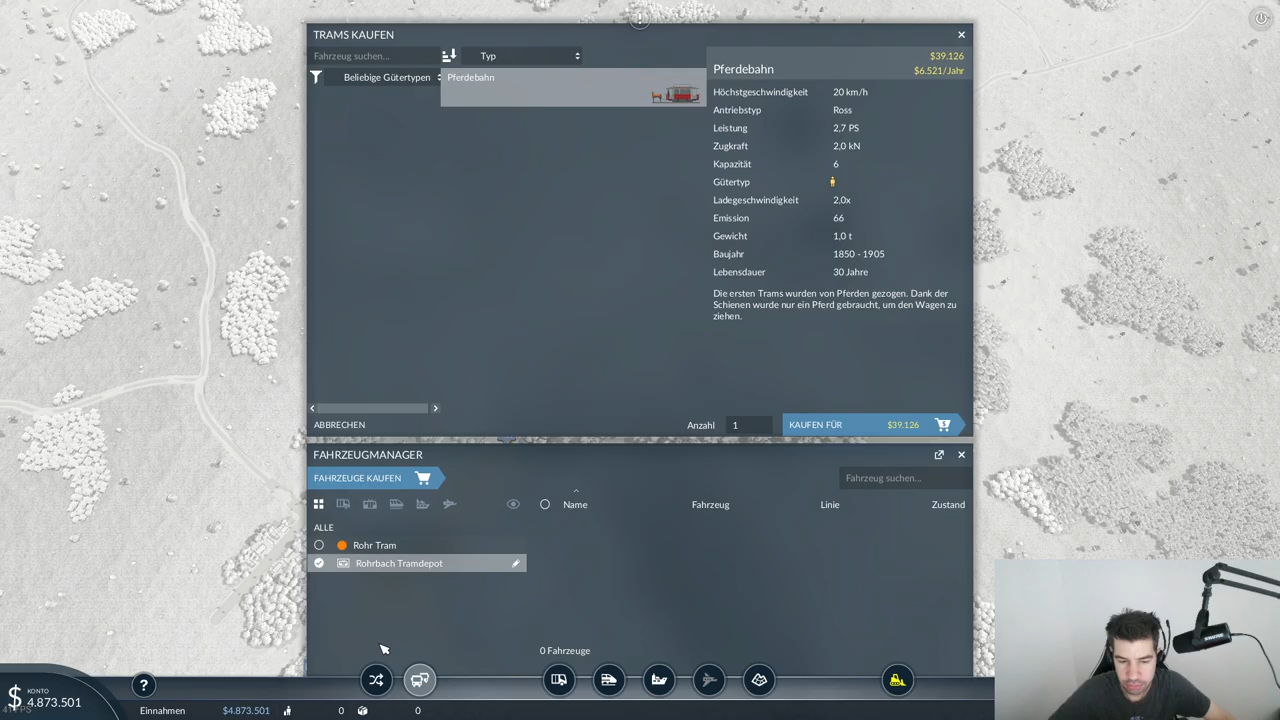 TRAMS KAUFEN
Fahrzeug suchen...
Typ
Beliebige Gütertypen
Pferdebahn
Pferdebahn
$39.126
$6.521/Jahr
Höchstgeschwindigkeit 20 km/h
Antriebstyp Ross
Leistung 2,7 PS
Zugkraft 2,0 kN
Kapazität 6
Gütertyp
Ladegeschwindigkeit 2,0x
Emission 66
Gewicht 1,0 t
Baujahr 1850 - 1905
Lebensdauer 30 Jahre
Die ersten Trams wurden von Pferden gezogen. Dank der
Schienen wurde nur ein Pferd gebraucht, um den Wagen zu
ziehen.
ABBRECHEN
Anzahl 1
KAUFEN FÜR $39.126
FAHRZEUGMANAGER
FAHRZEUGE KAUFEN
Fahrzeug suchen...
Name Fahrzeug Linie Zustand
ALLE
Rohr Tram
Rohrbach Tramdepot
0 Fahrzeuge
$ KONTO
4.873.501
?
Einnahmen $4.873.501 0 0
SHURE